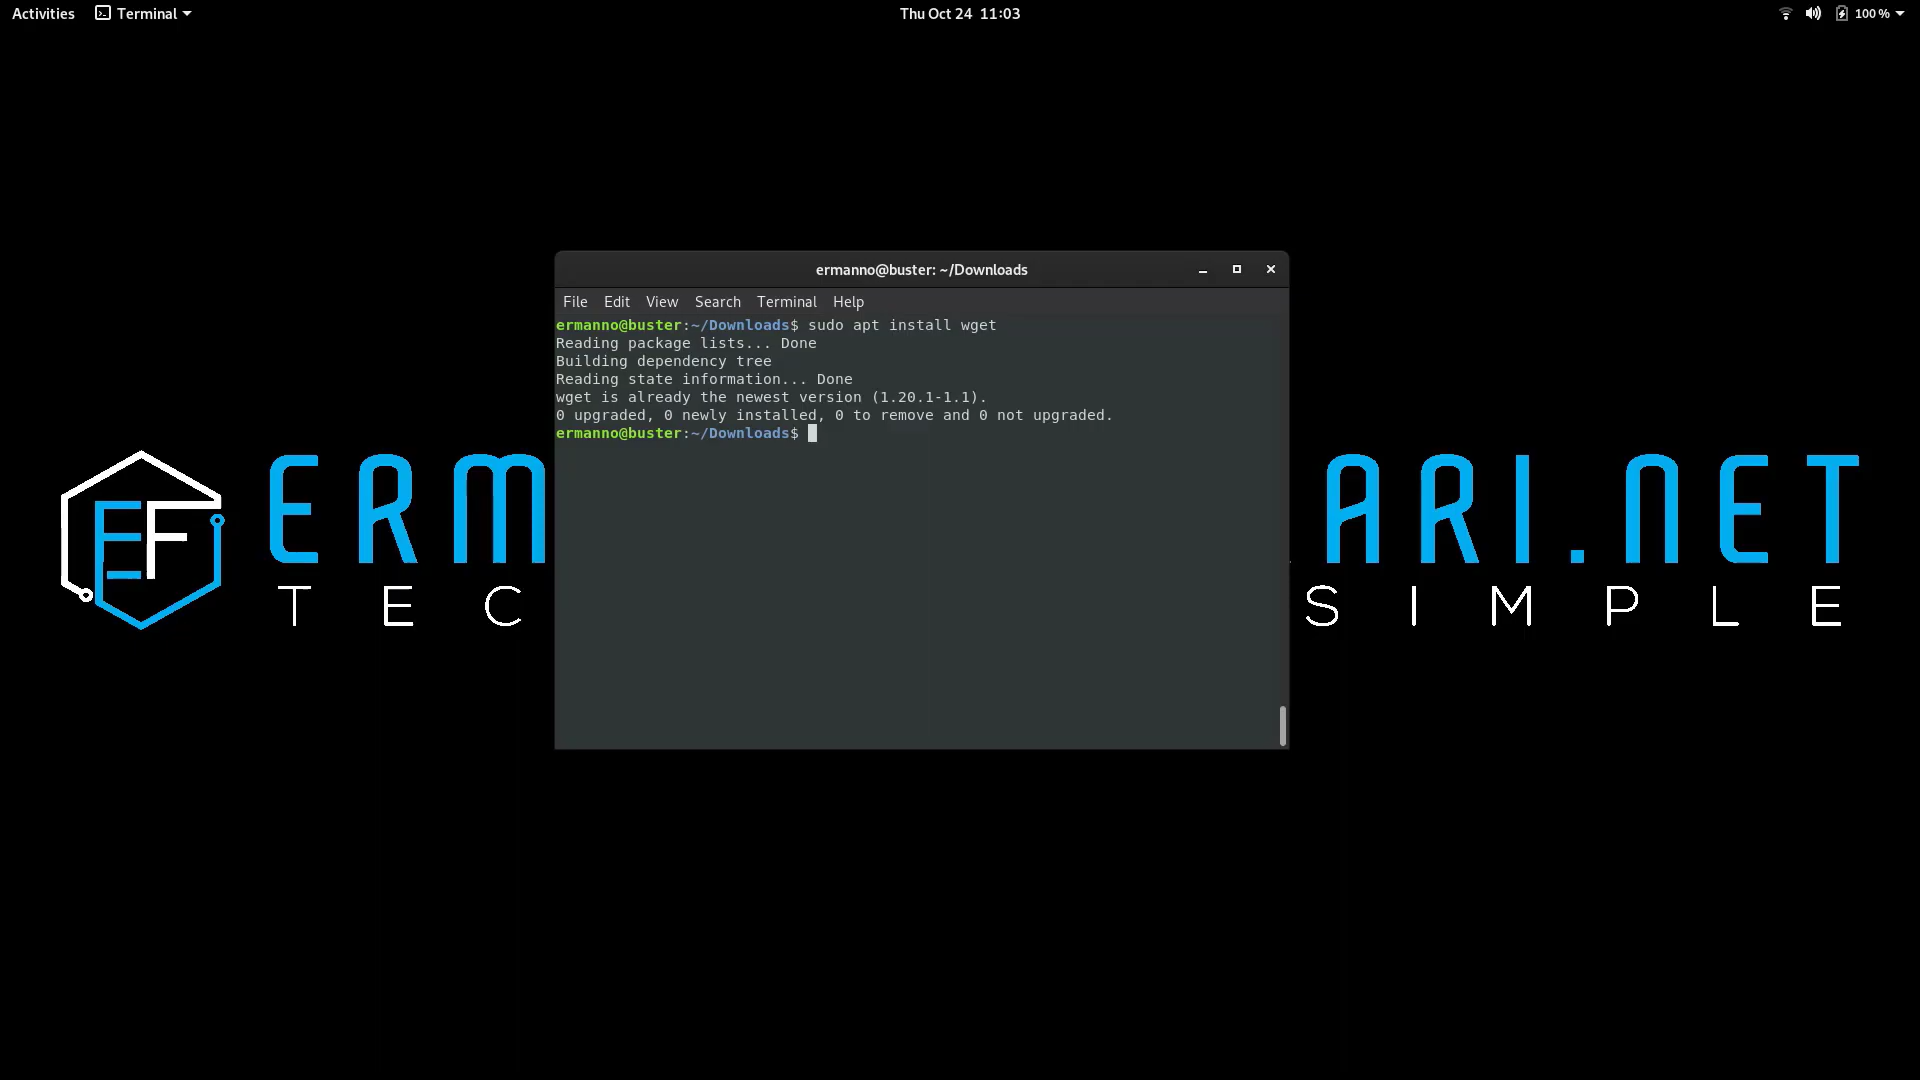 Activities Terminal Thu Oct 24 11:03 100 %
ermanno@buster: ~/Downloads
File Edit View Search Terminal Help
ermanno@buster:~/Downloads$ sudo apt install wget
Reading package lists... Done
Building dependency tree
Reading state information... Done
wget is already the newest version (1.20.1-1.1).
0 upgraded, 0 newly installed, 0 to remove and 0 not upgraded.
ermanno@buster:~/Downloads$
EF
ERM ARI.NET
TEC SIMPLE